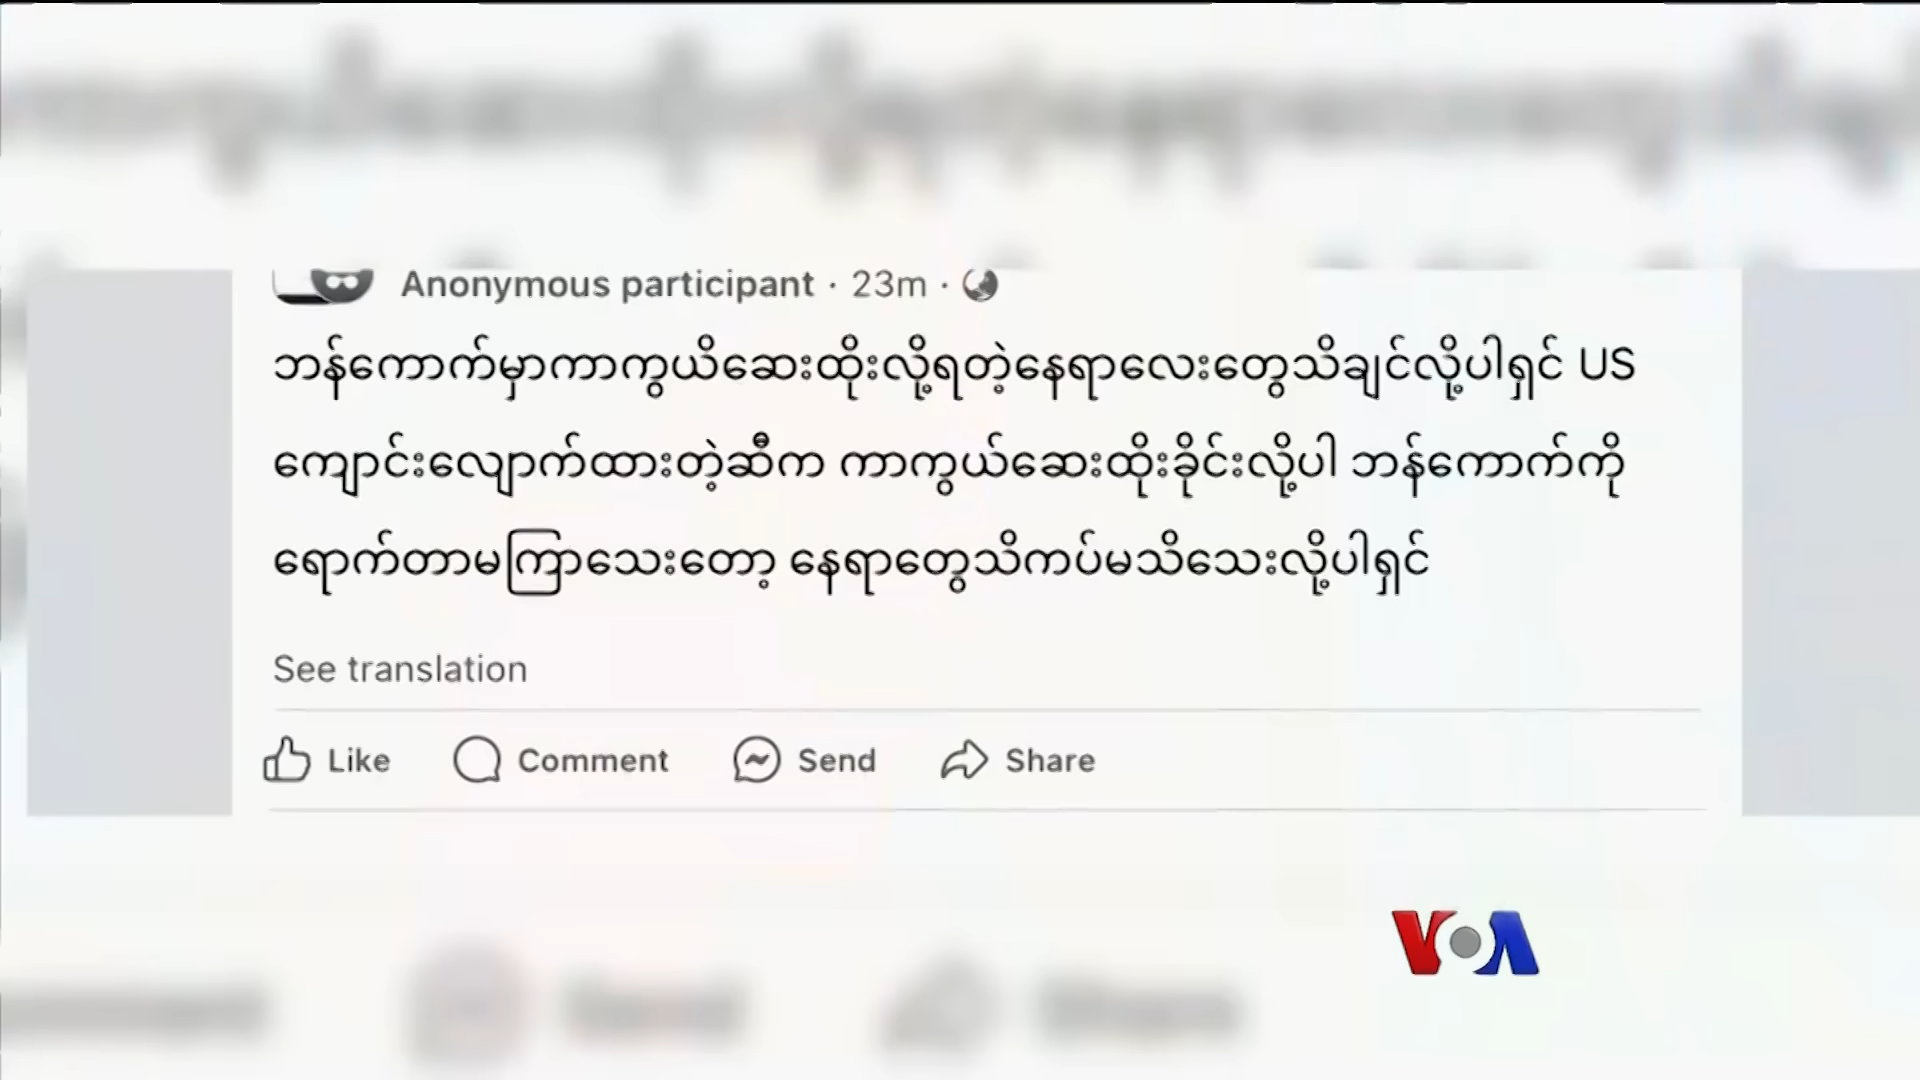 Anonymous participant · 23m ·
ဘန်ကောက်မှာကာကွယိဆေးထိုးလို့ရတဲ့နေရာလေးတွေသိချင်လို့ပါရှင် US
ကျောင်းလျောက်ထားတဲ့ဆီက ကာကွယ်ဆေးထိုးခိုင်းလို့ပါ ဘန်ကောက်ကို
ရောက်တာမကြာသေးတော့ နေရာတွေသိကပ်မသိသေးလို့ပါရှင်
See translation
Like Comment Send Share
VOA
Send Share